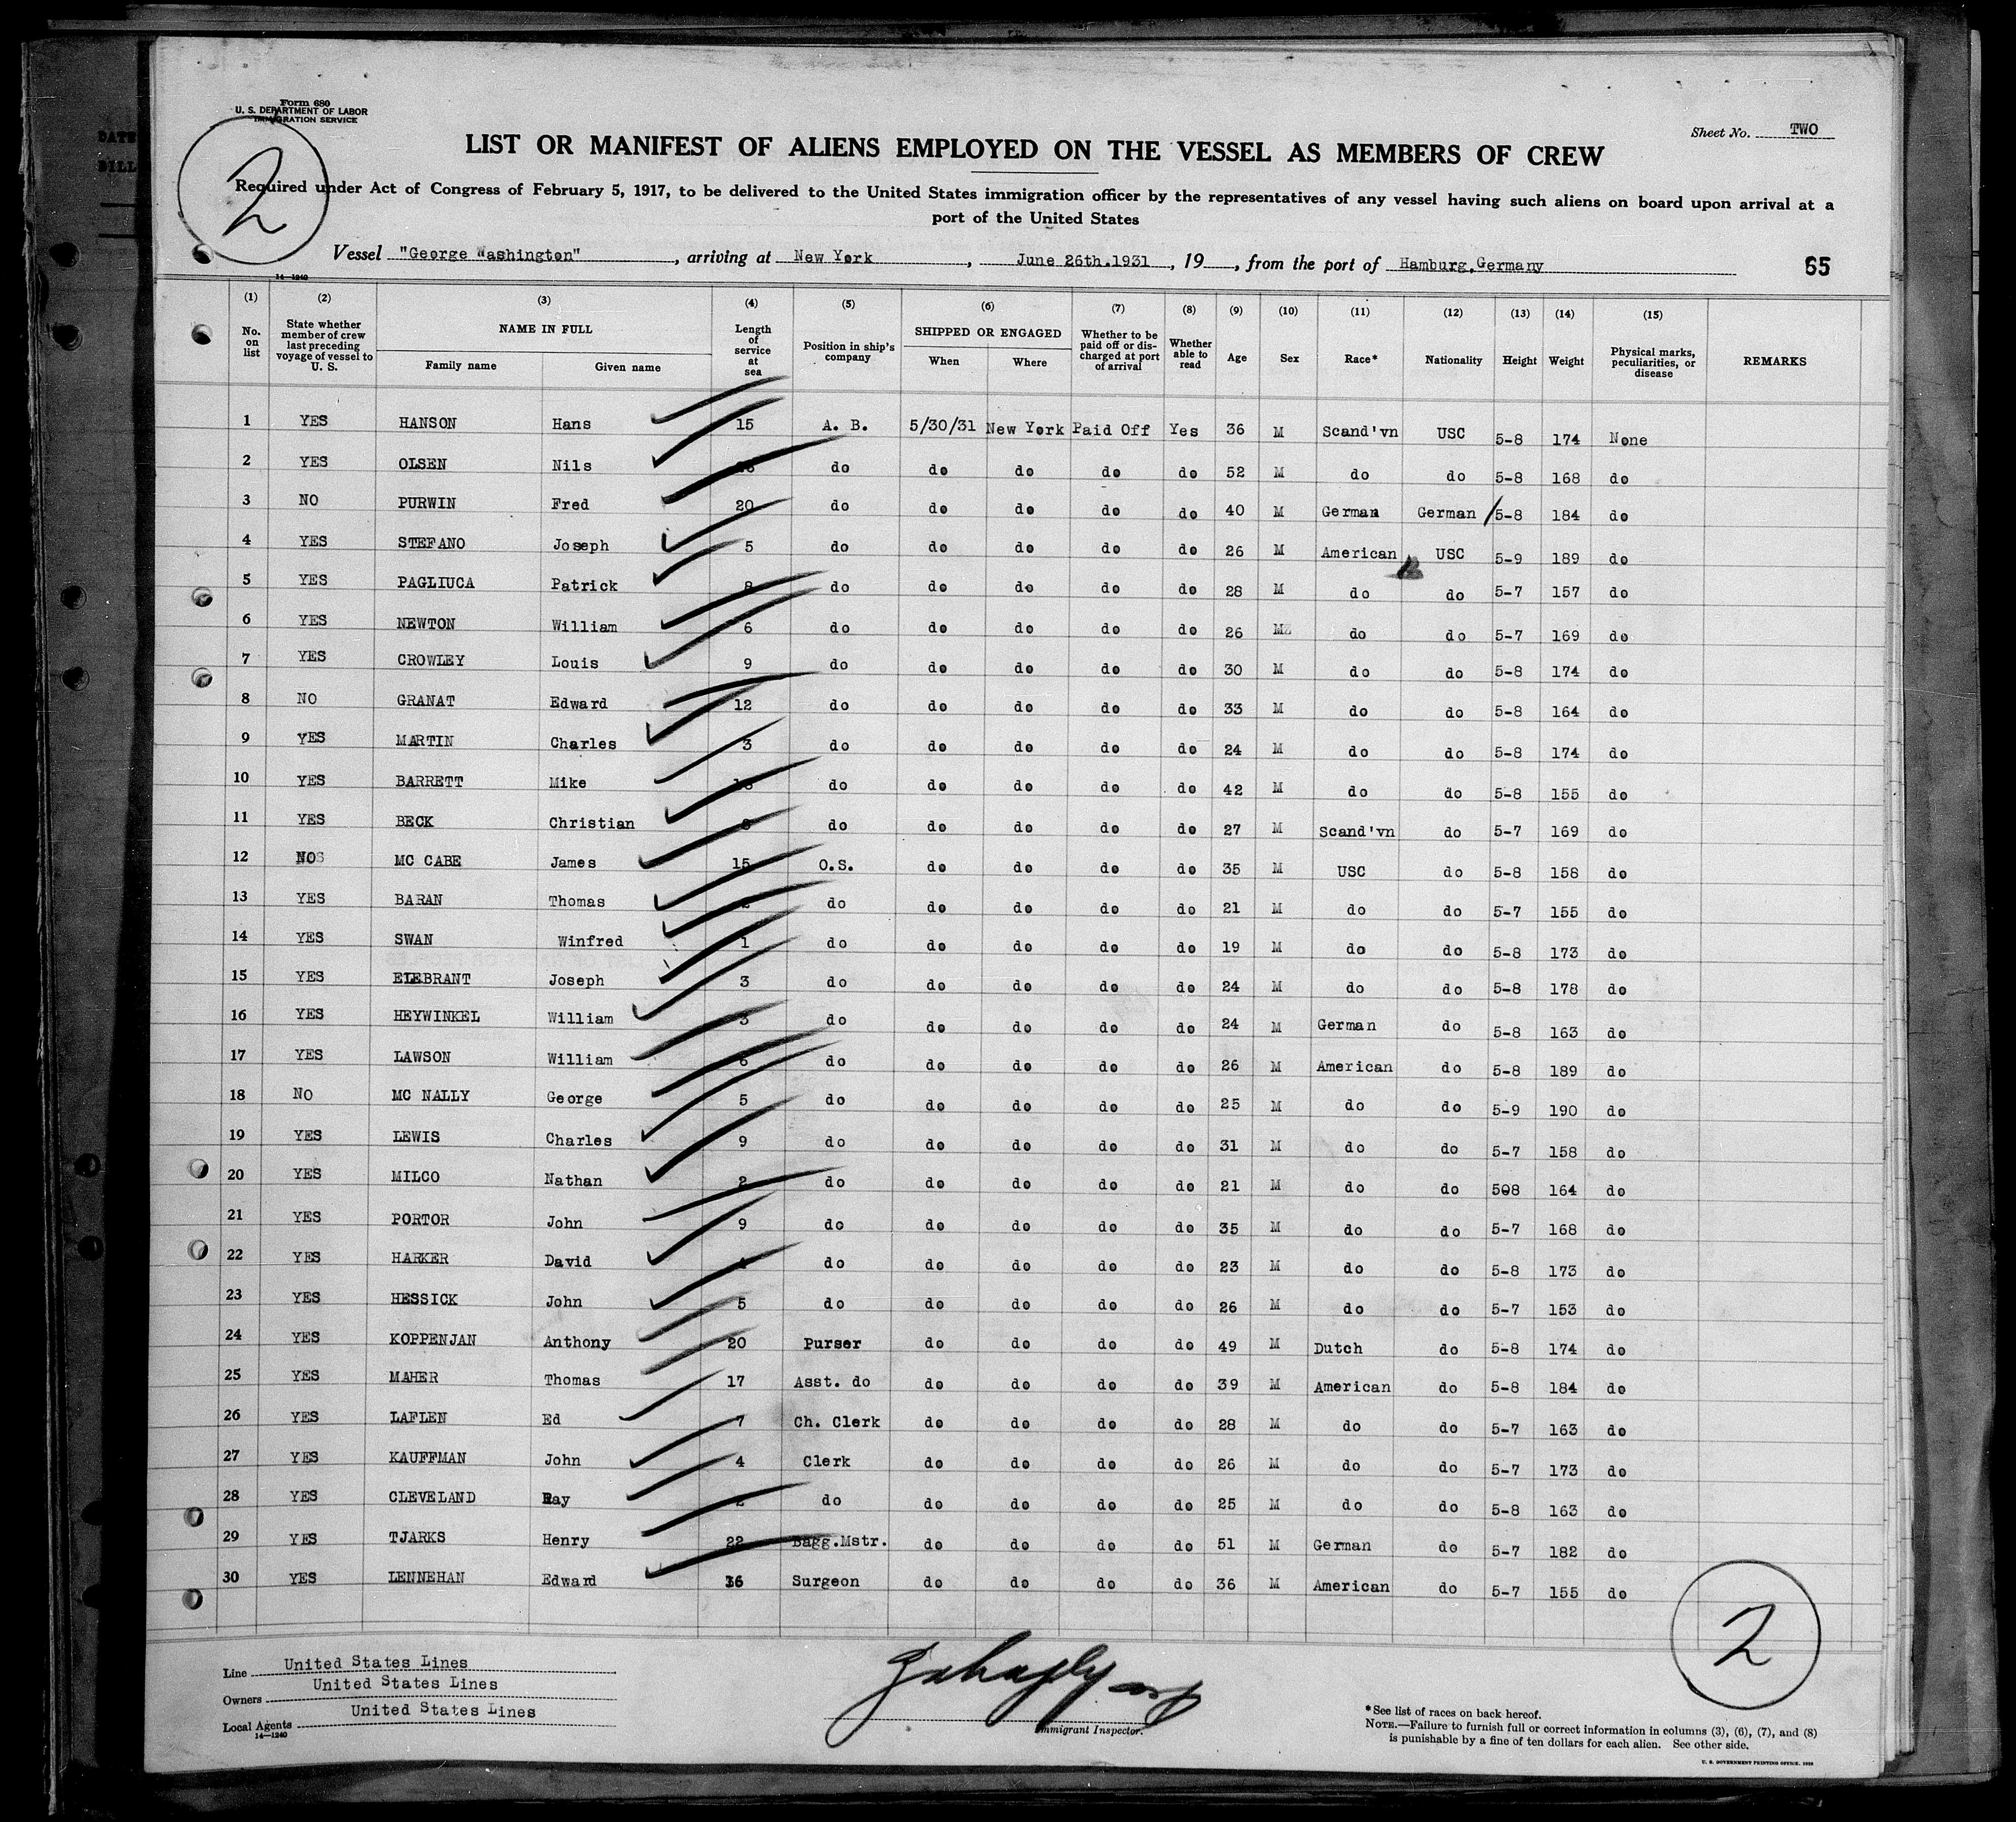 DATE
BILL
Form 680
U. S. DEPARTMENT OF LABOR
IMMIGRATION SERVICE
2
Sheet No. TWO
LIST OR MANIFEST OF ALIENS EMPLOYED ON THE VESSEL AS MEMBERS OF CREW
Required under Act of Congress of February 5, 1917, to be delivered to the United States immigration officer by the representatives of any vessel having such aliens on board upon arrival at a
port of the United States
Vessel "George Washington", arriving at New York, June 26th.1931, 19, from the port of Hamburg,Germany 65
14-1240
(1) (2) (3) (4) (5) (6) (7) (8) (9) (10) (11) (12) (13) (14) (15)
No. on list State whether member of crew last preceding voyage of vessel to U. S. NAME IN FULL Family name Given name Length of service at sea Position in ship's company SHIPPED OR ENGAGED When Where Whether to be paid off or discharged at port of arrival Whether able to read Age Sex Race* Nationality Height Weight Physical marks, peculiarities, or disease REMARKS
1 YES HANSON Hans 15 A. B. 5/30/31 New York Paid Off Yes 36 M Scand'vn USC 5-8 174 None
2 YES OLSEN Nils do do do do do 52 M do do 5-8 168 do
3 NO PURWIN Fred 20 do do do do do 40 M German German 5-8 184 do
4 YES STEFANO Joseph 5 do do do do do 26 M American USC 5-9 189 do
5 YES PAGLIUCA Patrick 8 do do do do do 28 M do do 5-7 157 do
6 YES NEWTON William 6 do do do do do 26 M do do 5-7 169 do
7 YES CROWLEY Louis 9 do do do do do 30 M do do 5-8 174 do
8 NO GRANAT Edward 12 do do do do do 33 M do do 5-8 164 do
9 YES MARTIN Charles 3 do do do do do 24 M do do 5-8 174 do
10 YES BARRETT Mike do do do do do 42 M do do 5-8 155 do
11 YES BECK Christian do do do do do 27 M Scand'vn do 5-7 169 do
12 NO MC CABE James 15 O.S. do do do do 35 M USC do 5-8 158 do
13 YES BARAN Thomas do do do do do 21 M do do 5-7 155 do
14 YES SWAN Winfred 1 do do do do do 19 M do do 5-8 173 do
15 YES ELEBRANT Joseph 3 do do do do do 24 M do do 5-8 178 do
16 YES HEYWINKEL William 3 do do do do do 24 M German do 5-8 163 do
17 YES LAWSON William 6 do do do do do 26 M American do 5-8 189 do
18 NO MC NALLY George 5 do do do do do 25 M do do 5-9 190 do
19 YES LEWIS Charles 9 do do do do do 31 M do do 5-7 158 do
20 YES MILCO Nathan 2 do do do do do 21 M do do 508 164 do
21 YES PORTOR John 9 do do do do do 35 M do do 5-7 168 do
22 YES HARKER David do do do do do 23 M do do 5-8 173 do
23 YES HESSICK John 5 do do do do do 26 M do do 5-7 153 do
24 YES KOPPENJAN Anthony 20 Purser do do do do 49 M Dutch do 5-8 174 do
25 YES MAHER Thomas 17 Asst. do do do do do 39 M American do 5-8 184 do
26 YES LAFLEN Ed 7 Ch. Clerk do do do do 28 M do do 5-7 163 do
27 YES KAUFFMAN John 4 Clerk do do do do 26 M do do 5-7 173 do
28 YES CLEVELAND Ray 2 do do do do do 25 M do do 5-8 163 do
29 YES TJARKS Henry 22 Bagg.Mstr. do do do do 51 M German do 5-7 182 do
30 YES LENNEHAN Edward 16 Surgeon do do do do 36 M American do 5-7 155 do
2
Line United States Lines
Owners United States Lines
Local Agents United States Lines
14-1240
Immigrant Inspector.
*See list of races on back hereof.
NOTE.—Failure to furnish full or correct information in columns (3), (6), (7), and (8)
is punishable by a fine of ten dollars for each alien. See other side.
U. S. GOVERNMENT PRINTING OFFICE.